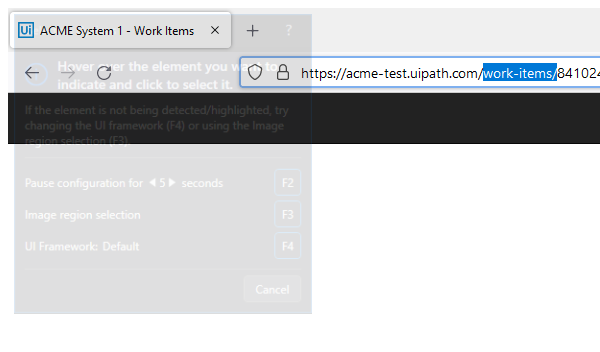 Ui ACME System 1 - Work Items × + ?
Hover over the element you want to
indicate and click to select it.
https://acme-test.uipath.com/work-items/84102
If the element is not being detected/highlighted, try
changing the UI framework (F4) or using the Image
region selection (F3).
Pause configuration for ◀ 5 ▶ seconds F2
Image region selection F3
UI Framework: Default F4
Cancel